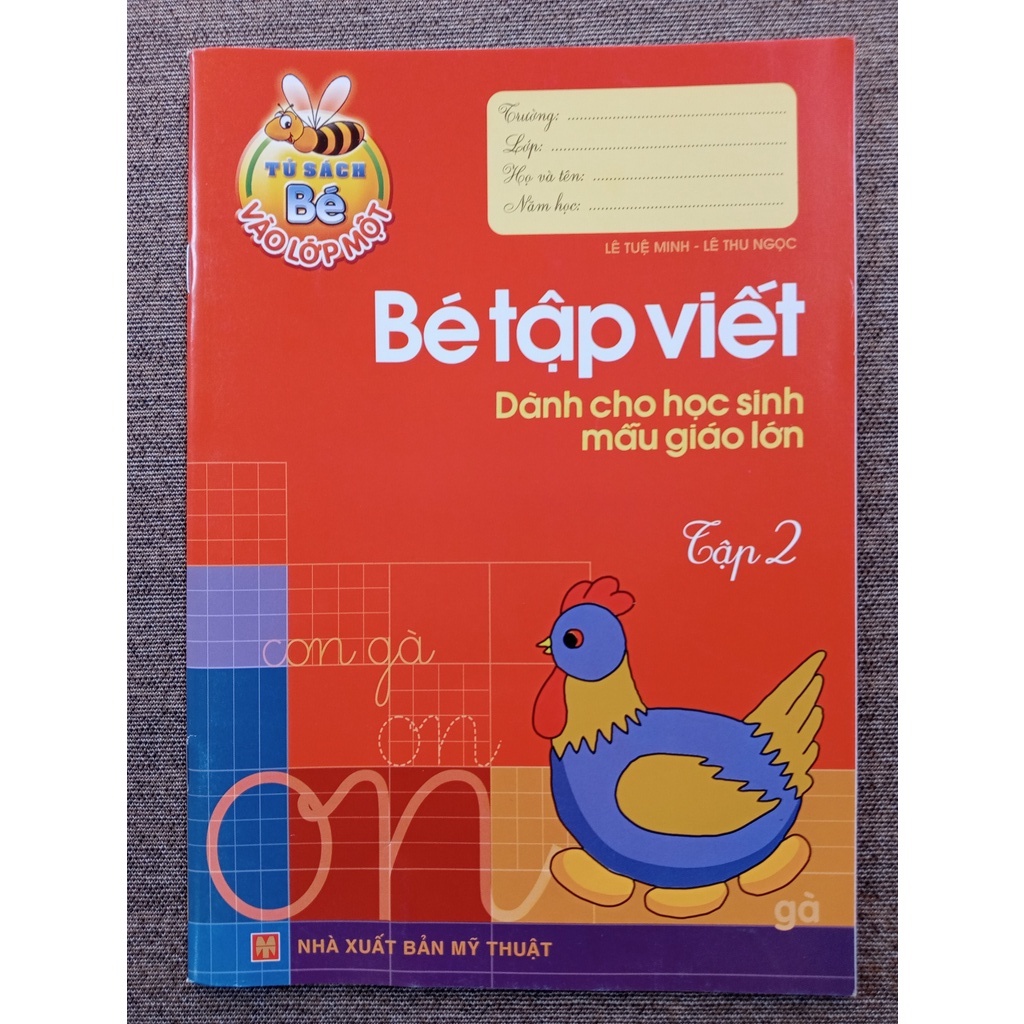 TỦ SÁCH
Bé
VÀO LỚP MỘT
Trường: ........................................
Lớp: ........................................
Họ và tên: ........................................
Năm học: ........................................
LÊ TUỆ MINH - LÊ THU NGỌC
Bé tập viết
Dành cho học sinh
mẫu giáo lớn
Tập 2
con gà
on
on
gà
NHÀ XUẤT BẢN MỸ THUẬT